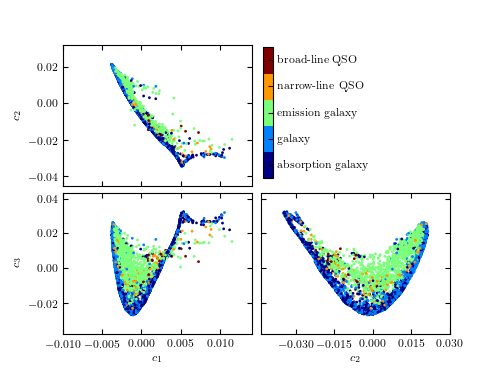 0.02
0.00
−0.02
−0.04
c2
broad-line QSO
narrow-line QSO
emission galaxy
galaxy
absorption galaxy
0.04
0.02
0.00
−0.02
c3
−0.010 −0.005 0.000 0.005 0.010
c1
−0.030 −0.015 0.000 0.015 0.030
c2